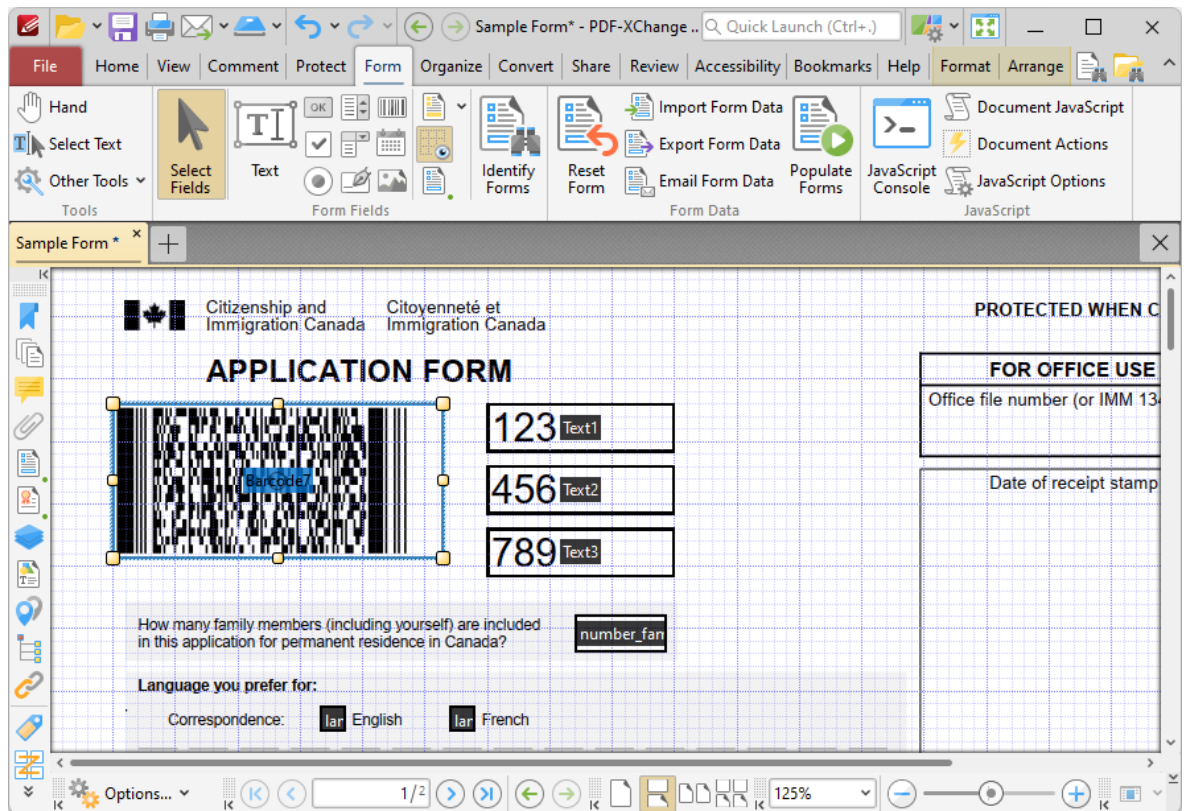 Sample Form* - PDF-XChange ..
Quick Launch (Ctrl+.)
File Home View Comment Protect Form Organize Convert Share Review Accessibility Bookmarks Help Format Arrange
Hand
Select Text
Other Tools
Tools
Select Fields
Text
OK
Form Fields
Identify Forms
Reset Form
Import Form Data
Export Form Data
Email Form Data
Populate Forms
Form Data
JavaScript Console
Document JavaScript
Document Actions
JavaScript Options
JavaScript
Sample Form *
Citizenship and
Immigration Canada
Citoyenneté et
Immigration Canada
PROTECTED WHEN C
APPLICATION FORM
FOR OFFICE USE
Office file number (or IMM 134
Date of receipt stamp
Barcode7
123 Text1
456 Text2
789 Text3
How many family members (including yourself) are included
in this application for permanent residence in Canada?
number_fam
Language you prefer for:
Correspondence: lar English lar French
Options... 1/2 125%